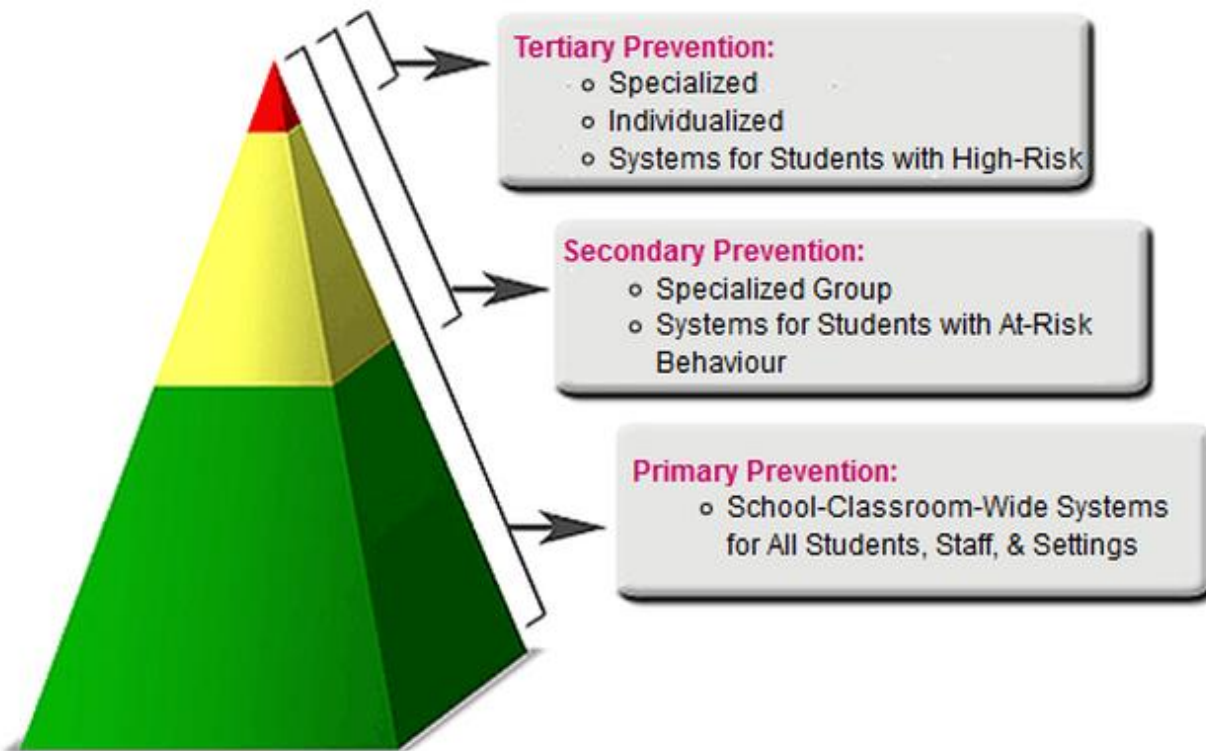 Tertiary Prevention:
o Specialized
o Individualized
o Systems for Students with High-Risk
Secondary Prevention:
o Specialized Group
o Systems for Students with At-Risk
Behaviour
Primary Prevention:
o School-Classroom-Wide Systems
for All Students, Staff, & Settings